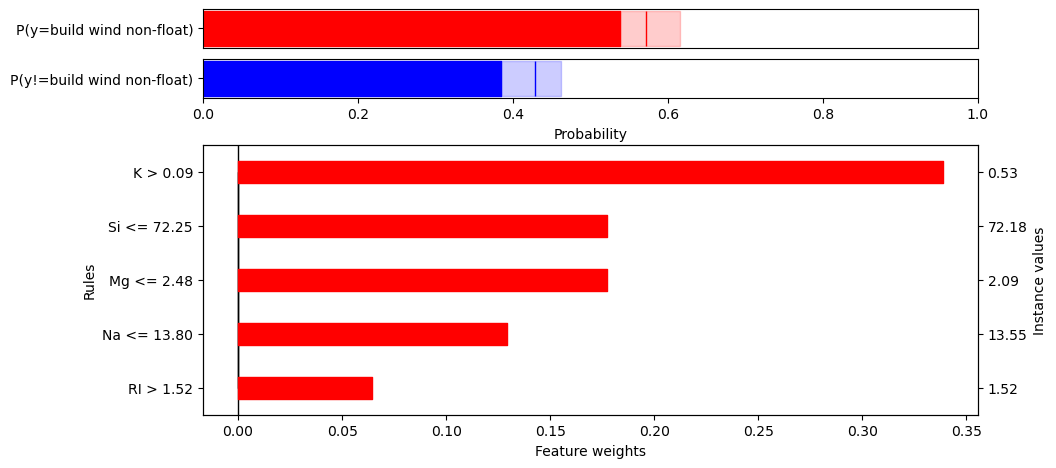 P(y=build wind non-float)
P(y!=build wind non-float)
0.0 0.2 0.4 0.6 0.8 1.0
Probability
K > 0.09 0.53
Si <= 72.25 72.18
Mg <= 2.48 2.09
Na <= 13.80 13.55
RI > 1.52 1.52
Rules
Instance values
0.00 0.05 0.10 0.15 0.20 0.25 0.30 0.35
Feature weights